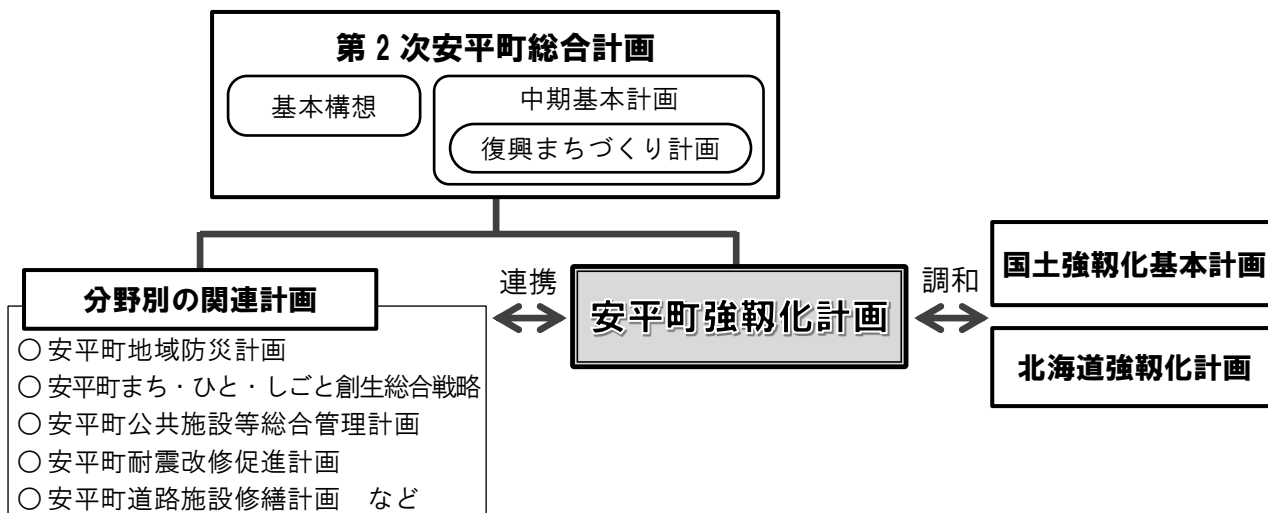 第2次安平町総合計画
基本構想
中期基本計画
復興まちづくり計画
分野別の関連計画
○安平町地域防災計画
○安平町まち・ひと・しごと創生総合戦略
○安平町公共施設等総合管理計画
○安平町耐震改修促進計画
○安平町道路施設修繕計画 など
連携
安平町強靱化計画
調和
国土強靱化基本計画
北海道強靱化計画